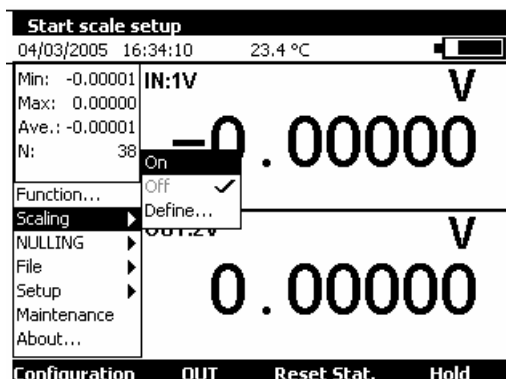 Start scale setup
04/03/2005 16:34:10 23.4 °C
Min: -0.00001
Max: 0.00000
Ave.: -0.00001
N: 38
IN:1V
V
-0.00000
On
Off
Define...
Function...
Scaling
NULLING
File
Setup
Maintenance
About...
OUT:2V
V
0.00000
Configuration OUT Reset Stat. Hold